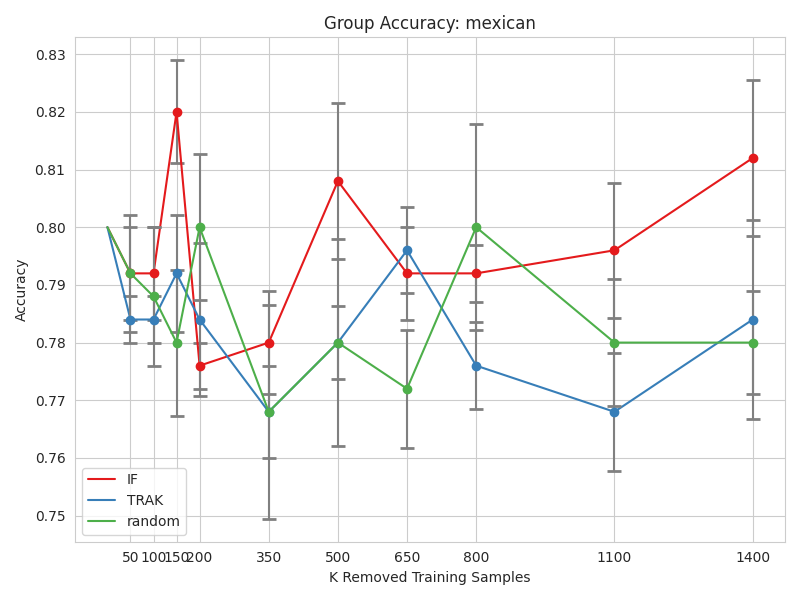 Group Accuracy: mexican
0.83
0.82
0.81
0.80
0.79
0.78
0.77
0.76
0.75
Accuracy
IF
TRAK
random
50 100 150 200 350 500 650 800 1100 1400
K Removed Training Samples